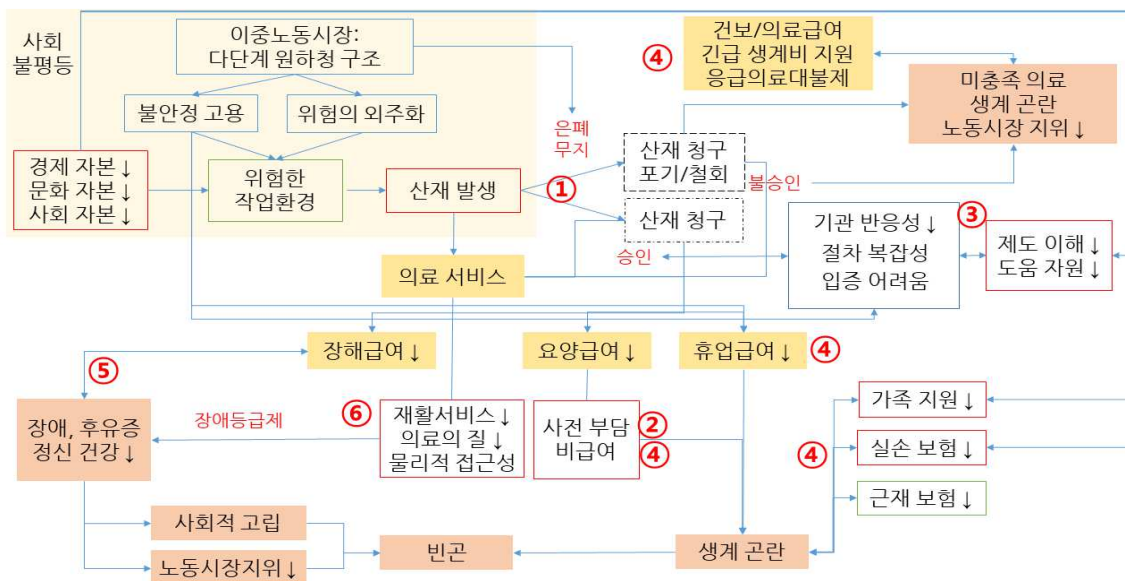 사회
불평등
이중노동시장:
다단계 원하청 구조
불안정 고용
위험의 외주화
경제 자본↓
문화 자본↓
사회 자본↓
위험한
작업환경
산재 발생
은폐
무지
①
산재 청구
포기/철회
산재 청구
불승인
승인
④
건보/의료급여
긴급 생계비 지원
응급의료대불제
미충족 의료
생계 곤란
노동시장 지위↓
기관 반응성↓
절차 복잡성
입증 어려움
③
제도 이해↓
도움 자원↓
의료 서비스
장해급여↓
요양급여↓
휴업급여↓
④
⑤
장애, 후유증
정신 건강↓
장애등급제
⑥
재활서비스↓
의료의 질↓
물리적 접근성
사전 부담
비급여
②
④
④
가족 지원↓
실손 보험↓
근재 보험↓
사회적 고립
노동시장지위↓
빈곤
생계 곤란